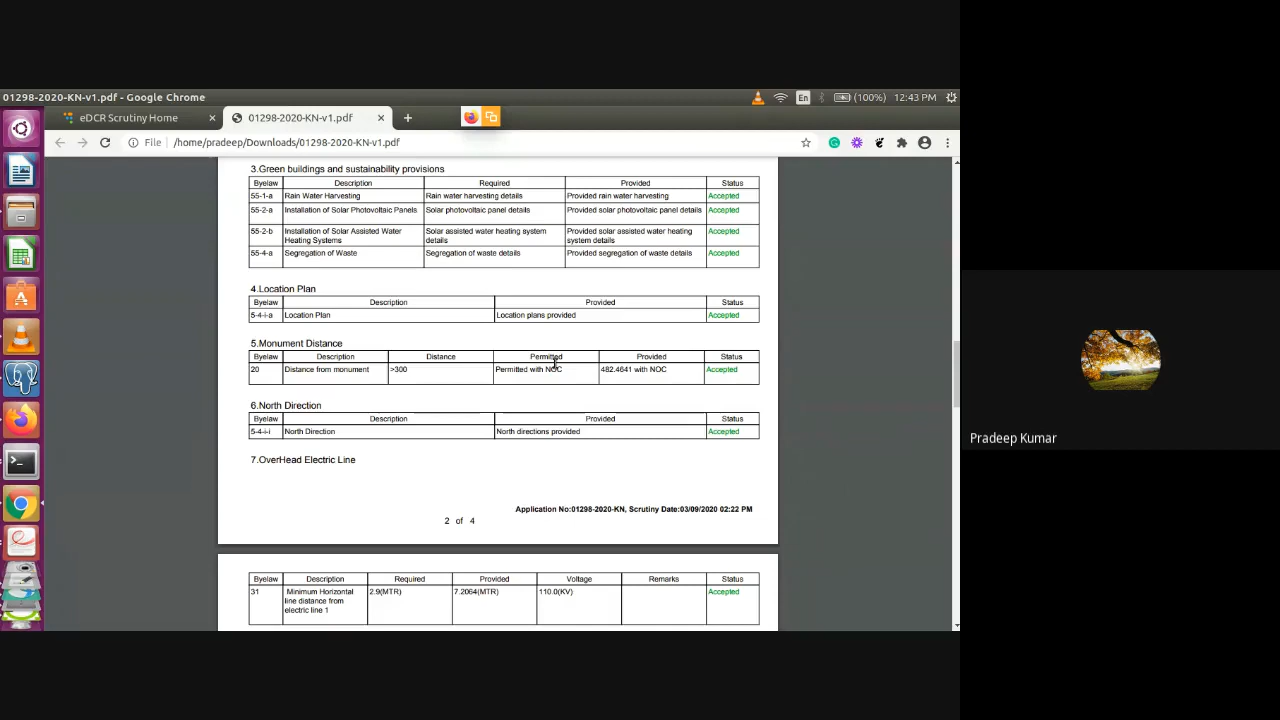 01298-2020-KN-v1.pdf - Google Chrome
En (100%) 12:43 PM
eDCR Scrutiny Home × 01298-2020-KN-v1.pdf × +
File /home/pradeep/Downloads/01298-2020-KN-v1.pdf
3.Green buildings and sustainability provisions
Byelaw Description Required Provided Status
55-1-a Rain Water Harvesting Rain water harvesting details Provided rain water harvesting Accepted
55-2-a Installation of Solar Photovoltaic Panels Solar photovoltaic panel details Provided solar photovoltaic panel details Accepted
55-2-b Installation of Solar Assisted Water Solar assisted water heating system Provided solar assisted water heating Accepted
Heating Systems details system details
55-4-a Segregation of Waste Segregation of waste details Provided segregation of waste details Accepted
4.Location Plan
Byelaw Description Provided Status
5-4-i-a Location Plan Location plans provided Accepted
5.Monument Distance
Byelaw Description Distance Permitted Provided Status
20 Distance from monument >300 Permitted with NOC 482.4641 with NOC Accepted
6.North Direction
Byelaw Description Provided Status
5-4-i-i North Direction North directions provided Accepted
7.OverHead Electric Line
Application No:01298-2020-KN, Scrutiny Date:03/09/2020 02:22 PM
2 of 4
Byelaw Description Required Provided Voltage Remarks Status
31 Minimum Horizontal 2.9(MTR) 7.2064(MTR) 110.0(KV) Accepted
line distance from
electric line 1
Pradeep Kumar